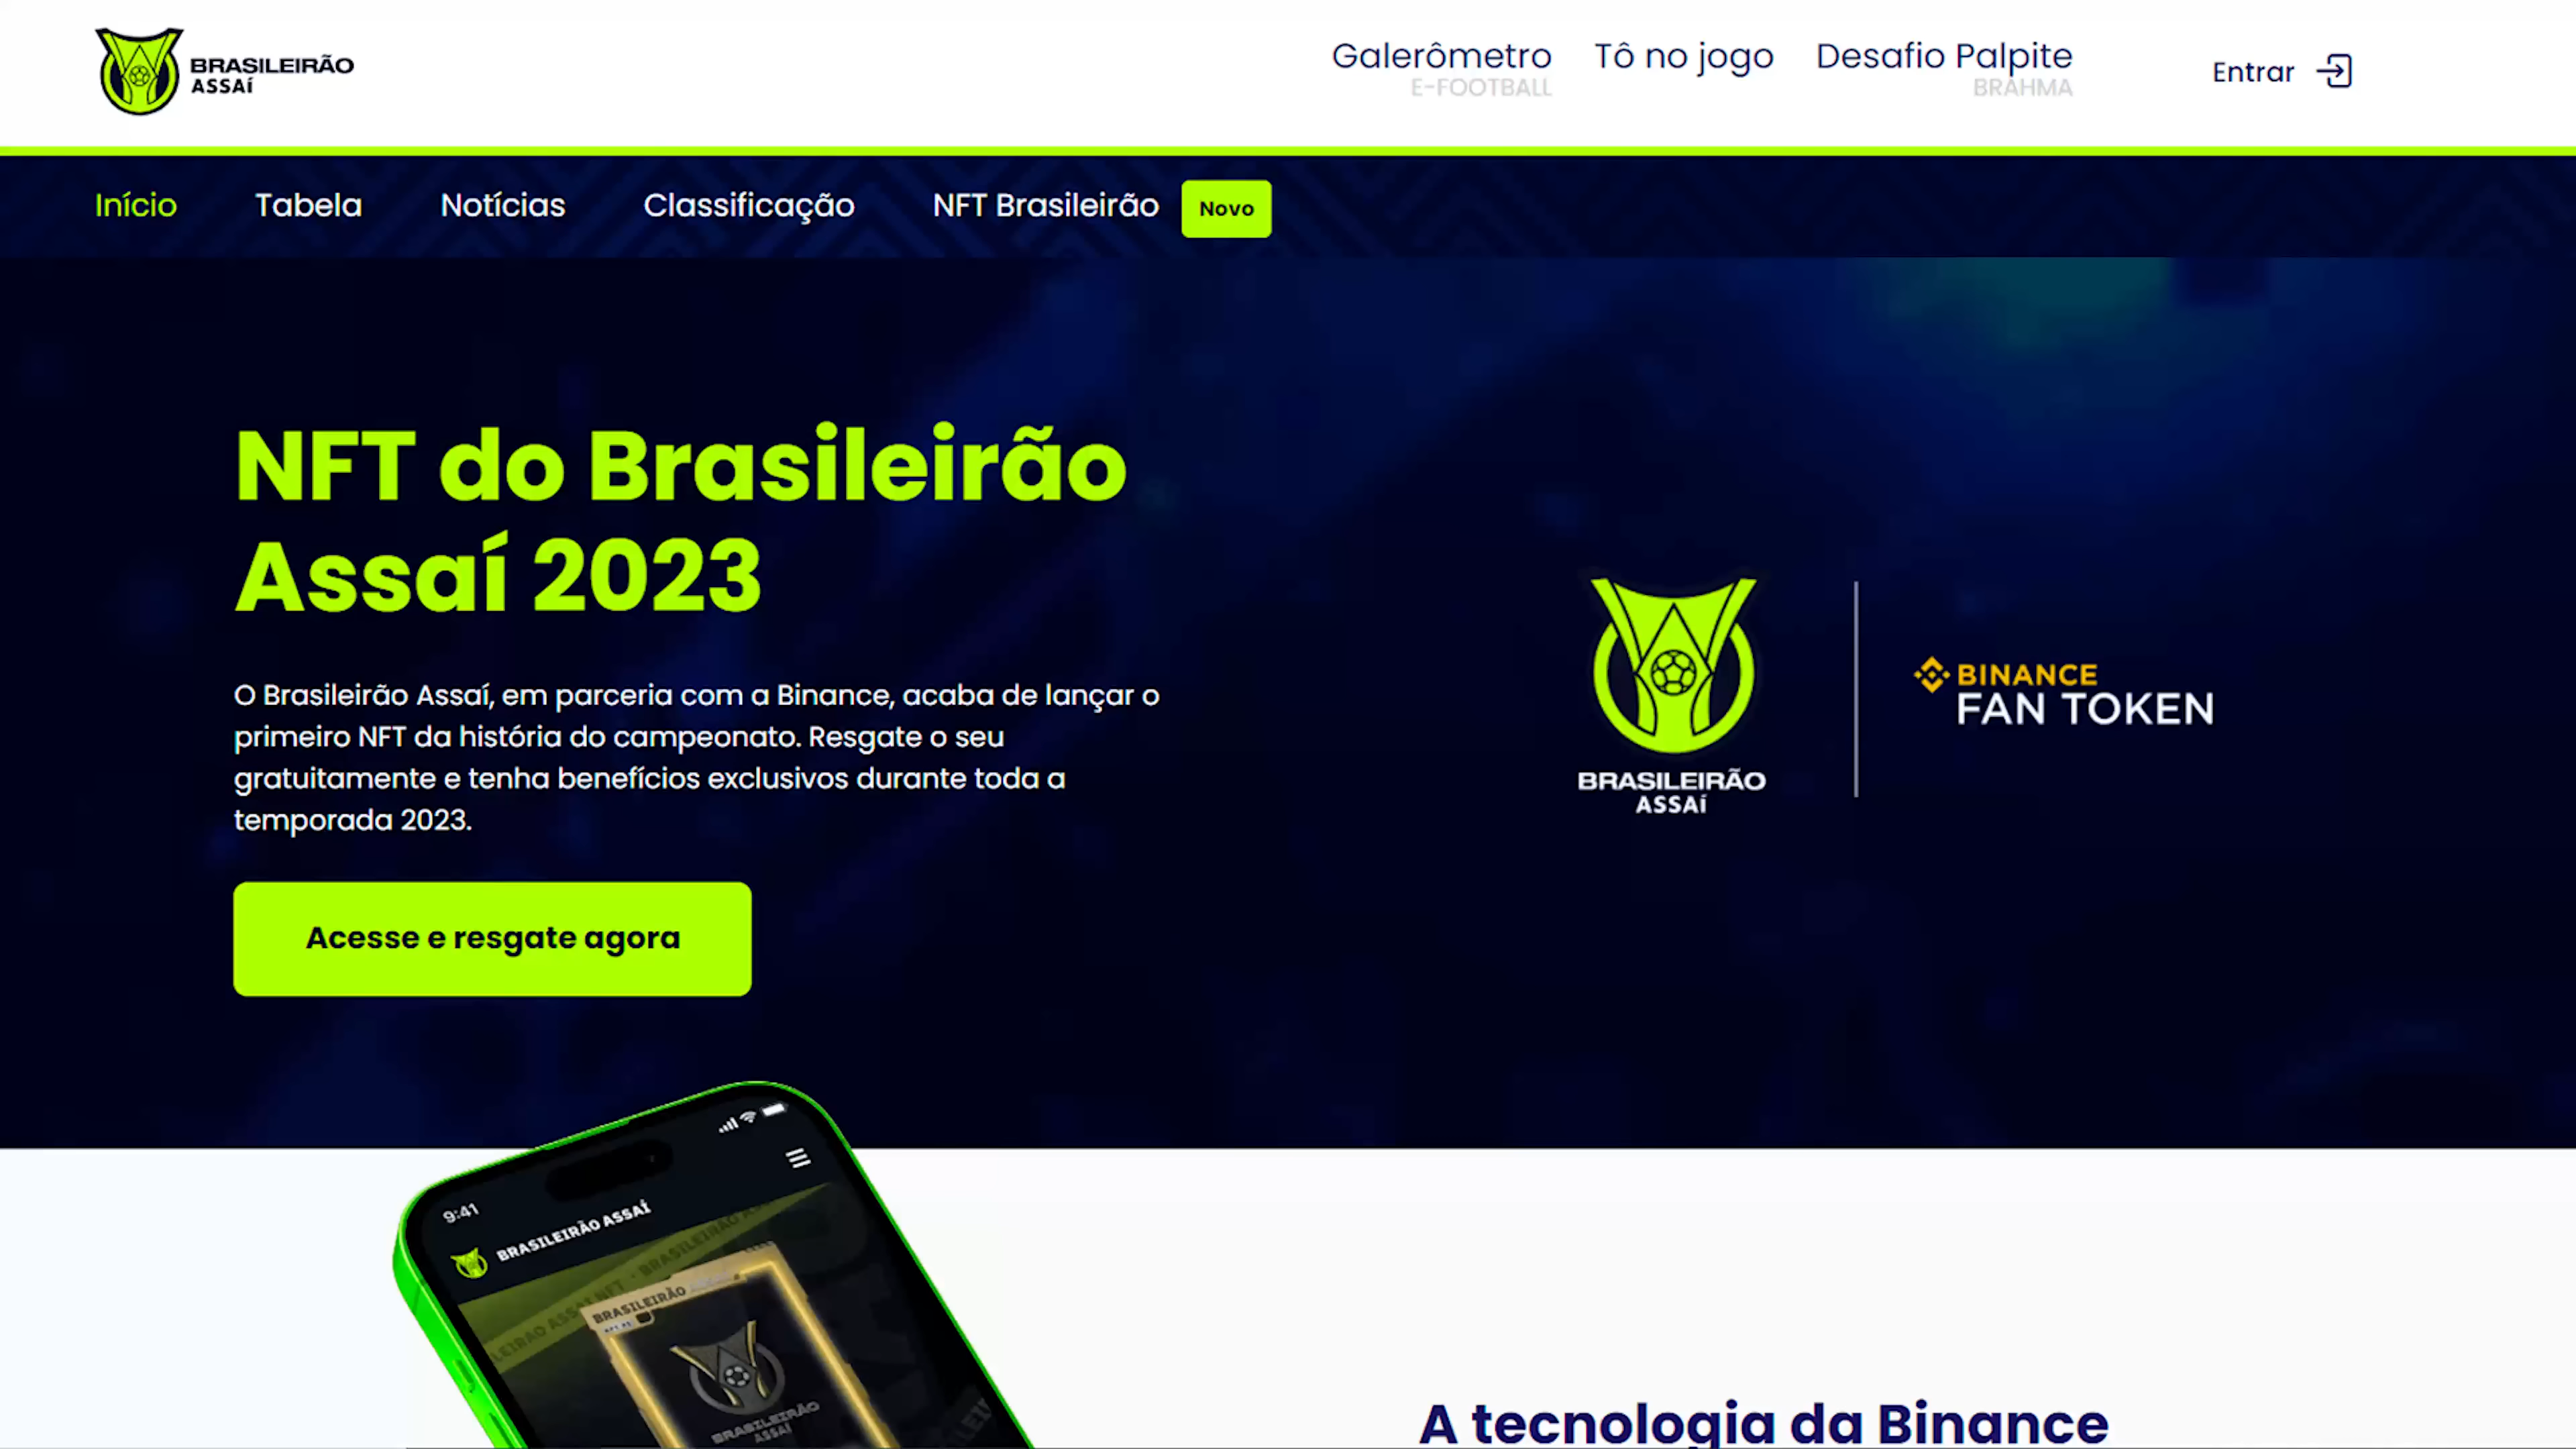 BRASILEIRÃO
ASSAÍ
Galerômetro
E-FOOTBALL
Tô no jogo
Desafio Palpite
BRAHMA
Entrar
Início
Tabela
Notícias
Classificação
NFT Brasileirão
Novo
NFT do Brasileirão
Assaí 2023
O Brasileirão Assaí, em parceria com a Binance, acaba de lançar o
primeiro NFT da história do campeonato. Resgate o seu
gratuitamente e tenha benefícios exclusivos durante toda a
temporada 2023.
Acesse e resgate agora
BRASILEIRÃO
ASSAÍ
BINANCE
FAN TOKEN
9:41
BRASILEIRÃO ASSAÍ
BRASILEIRÃO
BRASILEIRÃO
ASSAÍ
A tecnologia da Binance